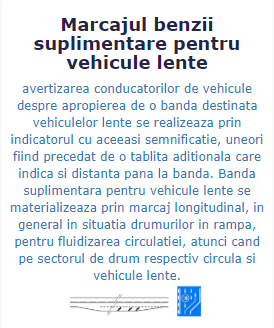 Marcajul benzii
suplimentare pentru
vehicule lente
avertizarea conducatorilor de vehicule
despre apropierea de o banda destinata
vehiculelor lente se realizeaza prin
indicatorul cu aceeasi semnificatie, uneori
fiind precedat de o tablita aditionala care
indica si distanta pana la banda. Banda
suplimentara pentru vehicule lente se
materializeaza prin marcaj longitudinal, in
general in situatia drumurilor in rampa,
pentru fluidizarea circulatiei, atunci cand
pe sectorul de drum respectiv circula si
vehicule lente.